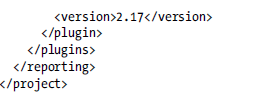 <version>2.17</version>
</plugin>
</plugins>
</reporting>
</project>